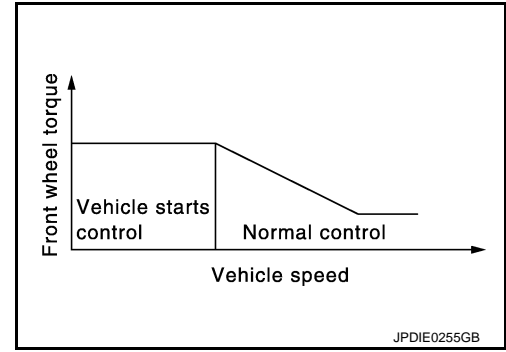 Front wheel torque
Vehicle starts
control
Normal control
Vehicle speed
JPDIE0255GB